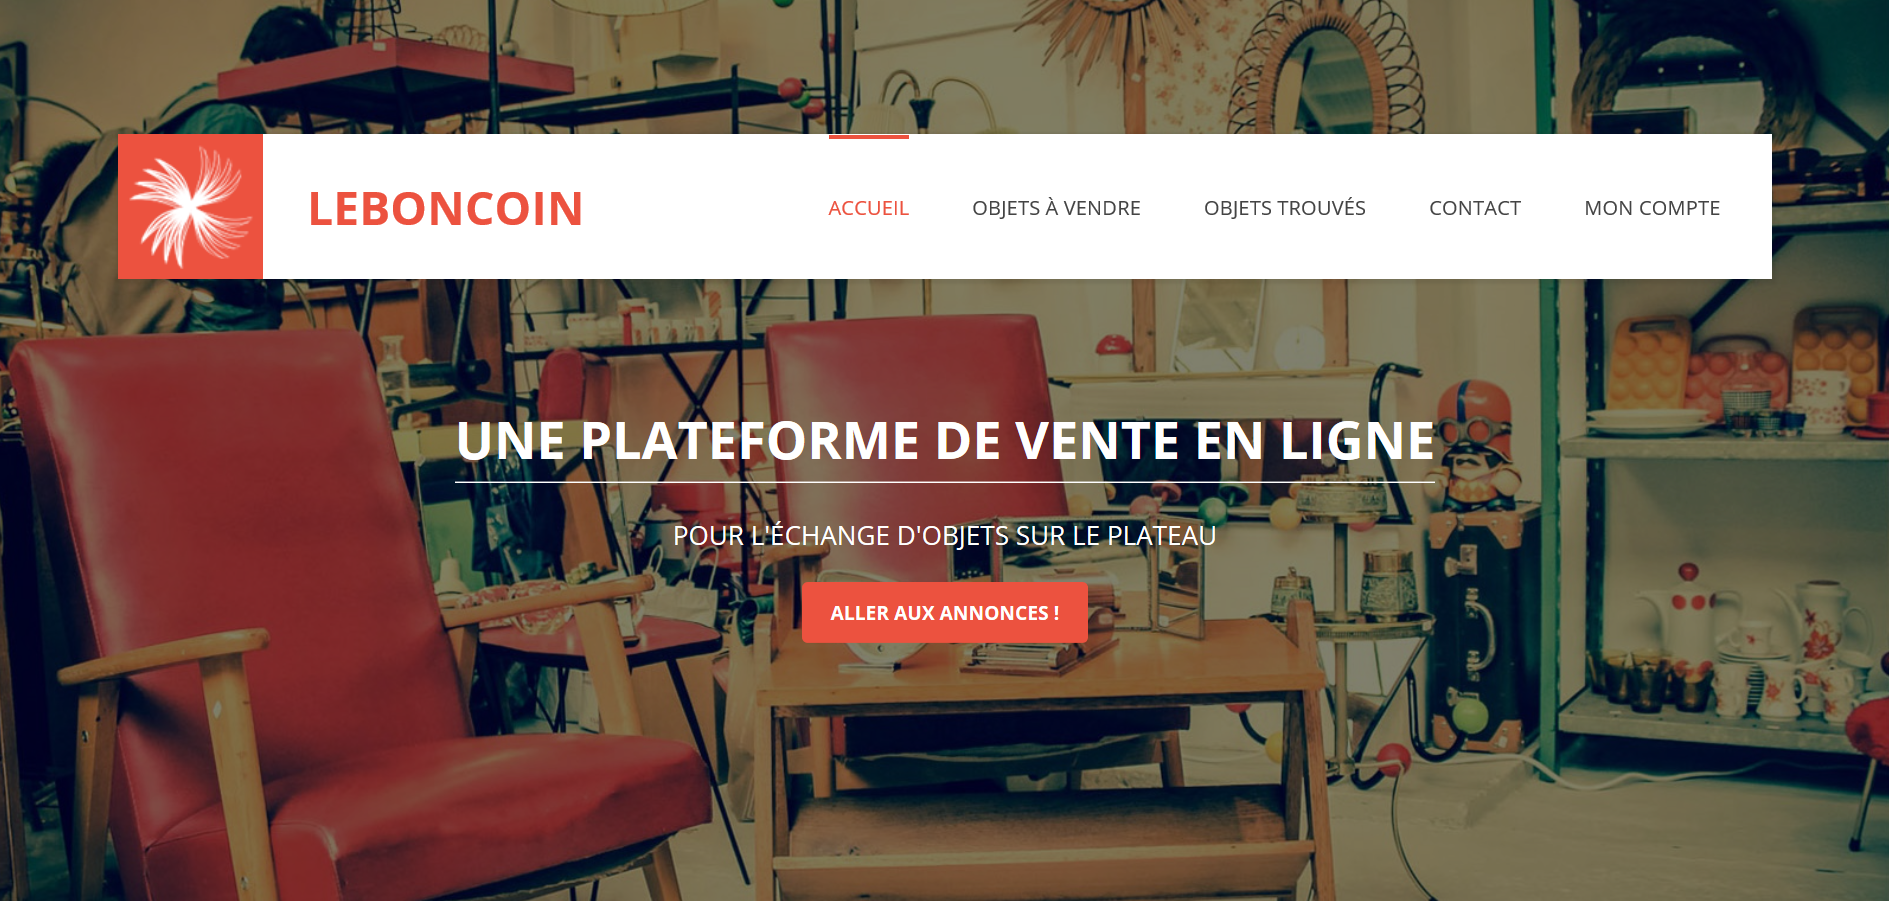 LEBONCOIN
ACCUEIL OBJETS À VENDRE OBJETS TROUVÉS CONTACT MON COMPTE
UNE PLATEFORME DE VENTE EN LIGNE
POUR L'ÉCHANGE D'OBJETS SUR LE PLATEAU
ALLER AUX ANNONCES !